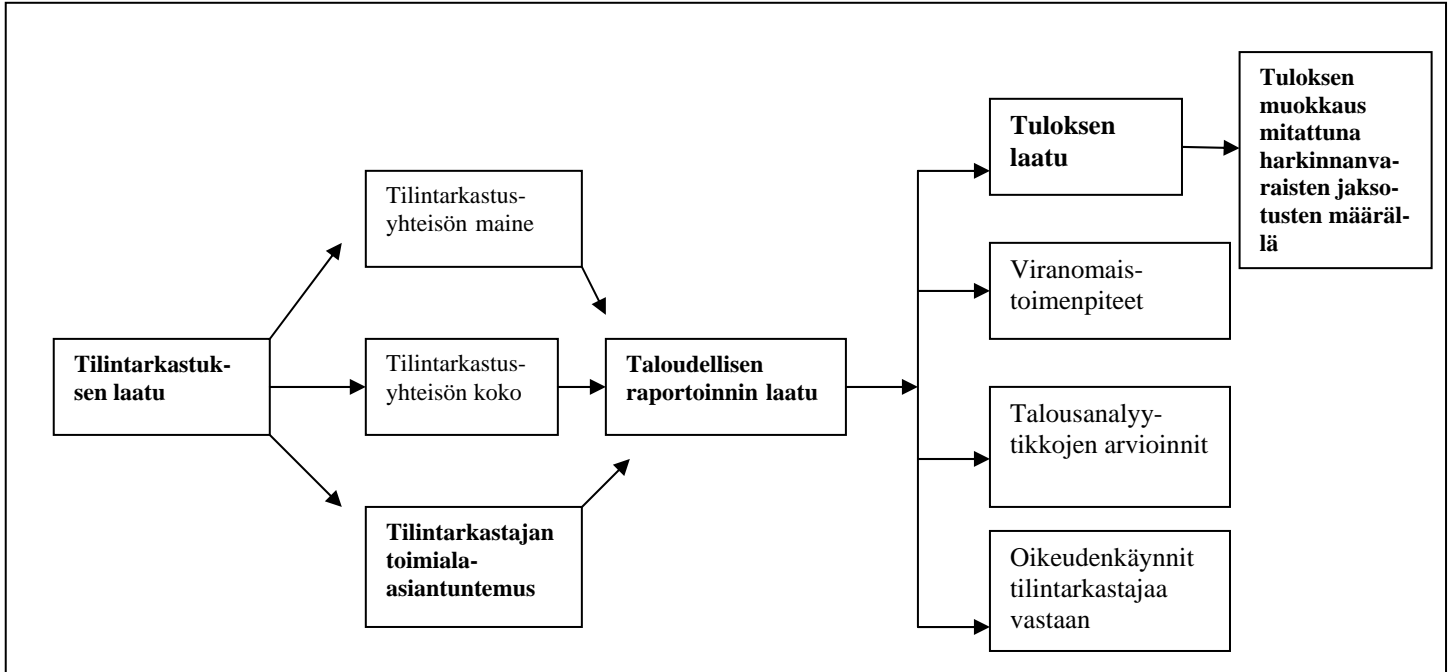 Tilintarkastuk-
sen laatu
Tilintarkastus-
yhteisön maine
Tilintarkastus-
yhteisön koko
Tilintarkastajan
toimiala-
asiantuntemus
Taloudellisen
raportoinnin laatu
Tuloksen
laatu
Tuloksen
muokkaus
mitattuna
harkinnanva-
raisten jakso-
tusten määräl-
lä
Viranomais-
toimenpiteet
Talousanalyy-
tikkojen arvioinnit
Oikeudenkäynnit
tilintarkastajaa
vastaan